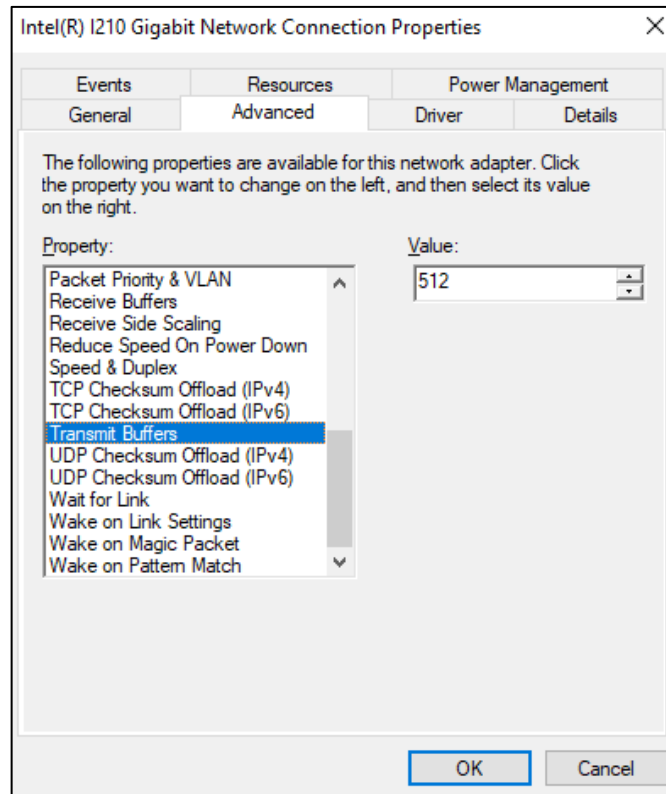 Intel(R) I210 Gigabit Network Connection Properties
Events Resources Power Management
General Advanced Driver Details
The following properties are available for this network adapter. Click
the property you want to change on the left, and then select its value
on the right.
Property:
Packet Priority & VLAN
Receive Buffers
Receive Side Scaling
Reduce Speed On Power Down
Speed & Duplex
TCP Checksum Offload (IPv4)
TCP Checksum Offload (IPv6)
Transmit Buffers
UDP Checksum Offload (IPv4)
UDP Checksum Offload (IPv6)
Wait for Link
Wake on Link Settings
Wake on Magic Packet
Wake on Pattern Match
Value:
512
OK Cancel